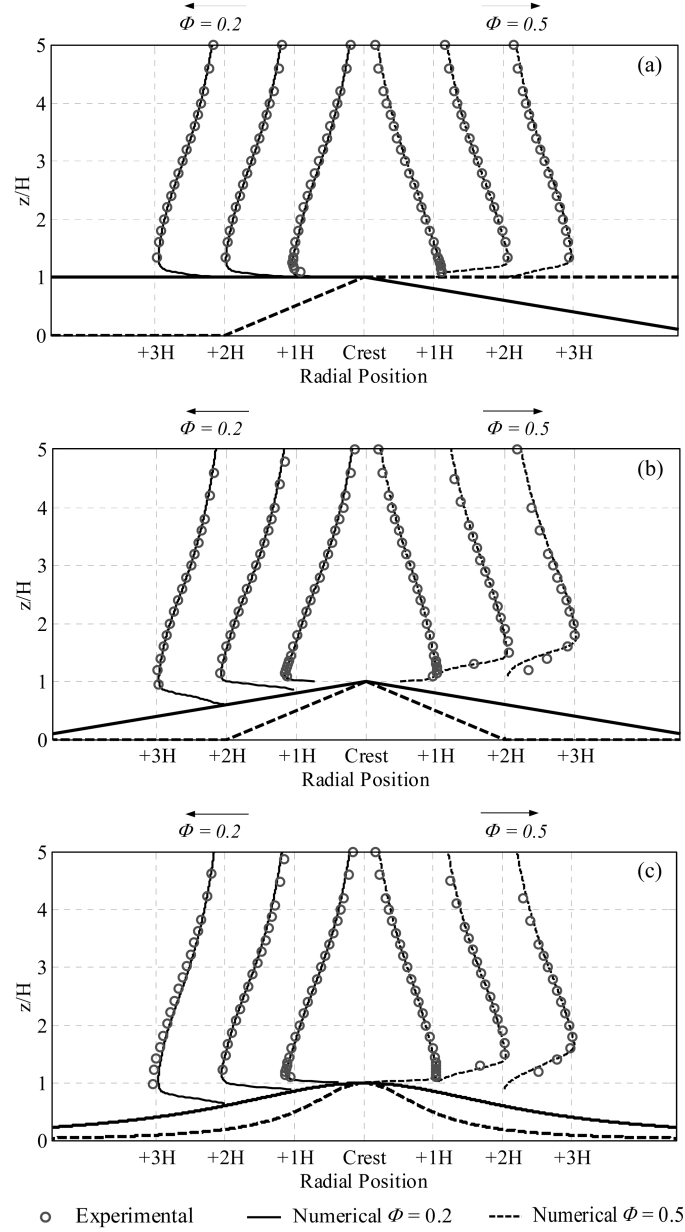 Φ = 0.2 Φ = 0.5
(a)
5
4
3
2
1
0
z/H
+3H +2H +1H Crest +1H +2H +3H
Radial Position
Φ = 0.2 Φ = 0.5
(b)
5
4
3
2
1
0
z/H
+3H +2H +1H Crest +1H +2H +3H
Radial Position
Φ = 0.2 Φ = 0.5
(c)
5
4
3
2
1
0
z/H
+3H +2H +1H Crest +1H +2H +3H
Radial Position
Experimental Numerical Φ = 0.2 Numerical Φ = 0.5